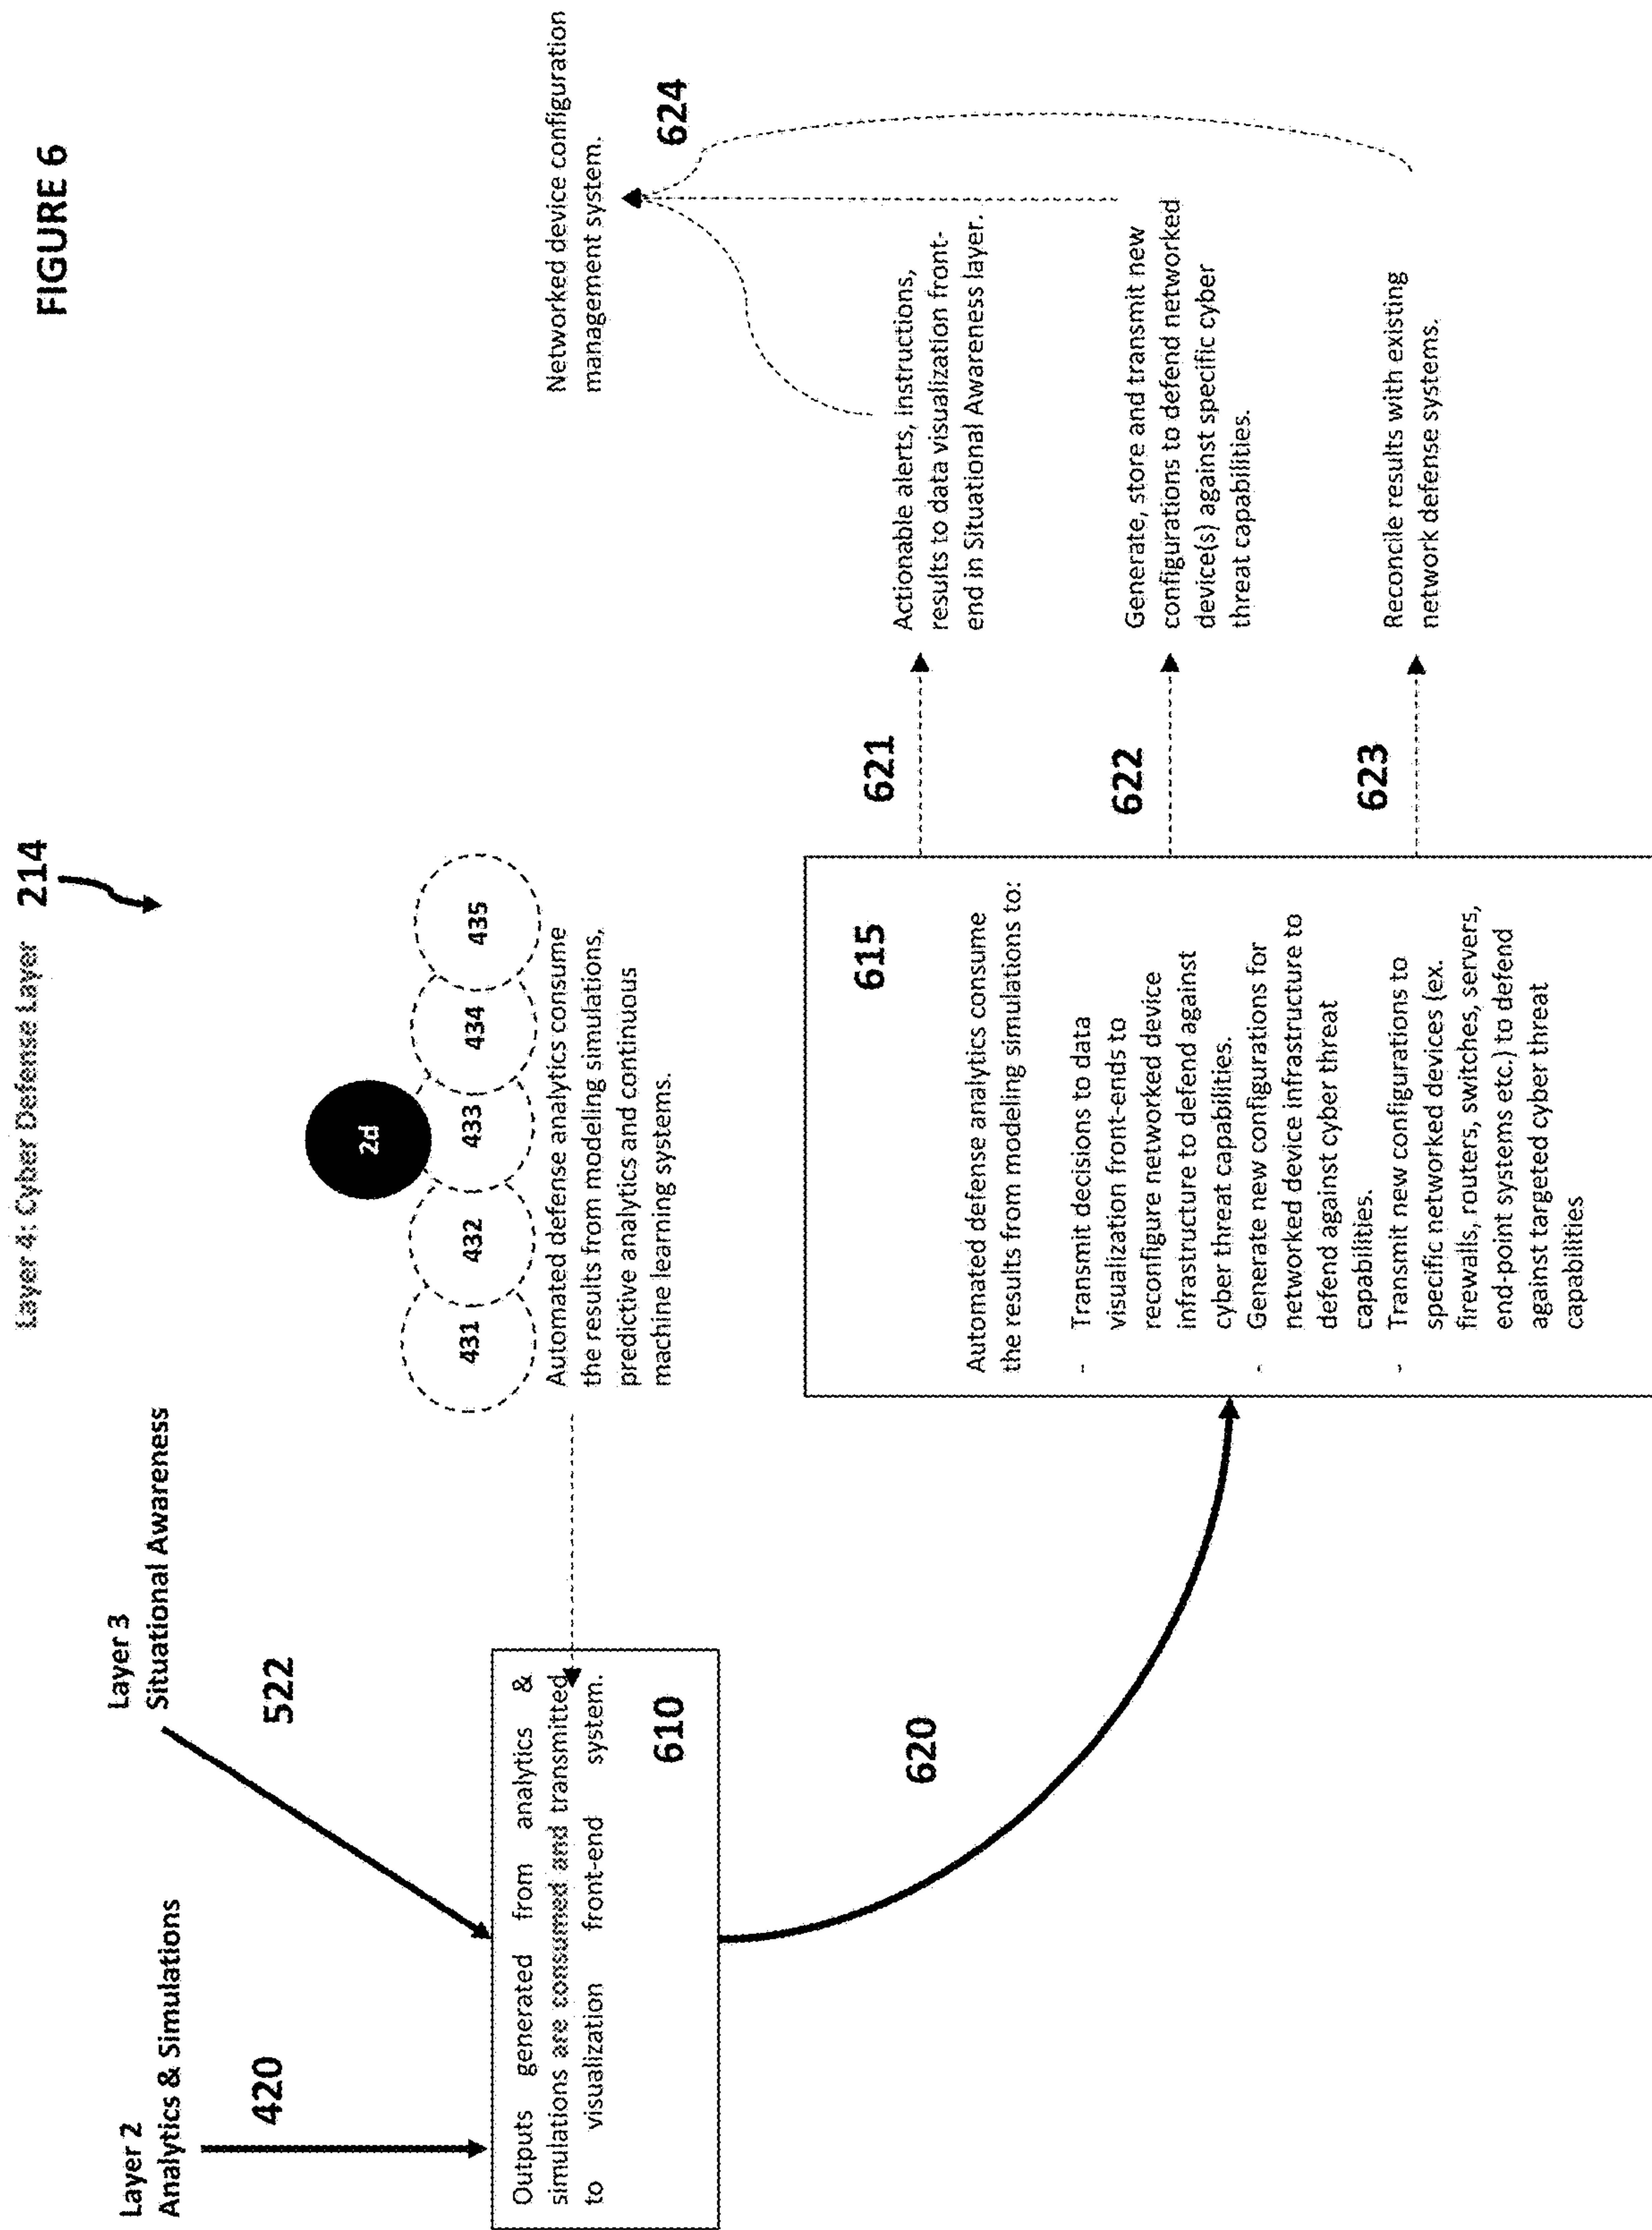 FIGURE 6
Layer 4: Cyber Defense Layer 214
Layer 2
Analytics & Simulations
420
Layer 3
Situational Awareness
522
2d
431
432
433
434
435
Automated defense analytics consume
the results from modeling simulations,
predictive analytics and continuous
machine learning systems.
Networked device configuration
management system.
624
Outputs generated from analytics &
simulations are consumed and transmitted
to visualization front-end system.
610
620
615
Automated defense analytics consume
the results from modeling simulations to:
- Transmit decisions to data
visualization front-ends to
reconfigure networked device
infrastructure to defend against
cyber threat capabilities.
- Generate new configurations for
networked device infrastructure to
defend against cyber threat
capabilities.
- Transmit new configurations to
specific networked devices (ex.
firewalls, routers, switches, servers,
end-point systems etc.) to defend
against targeted cyber threat
capabilities
621
Actionable alerts, instructions,
results to data visualization front-
end in Situational Awareness layer.
622
Generate, store and transmit new
configurations to defend networked
device(s) against specific cyber
threat capabilities.
623
Reconcile results with existing
network defense systems.